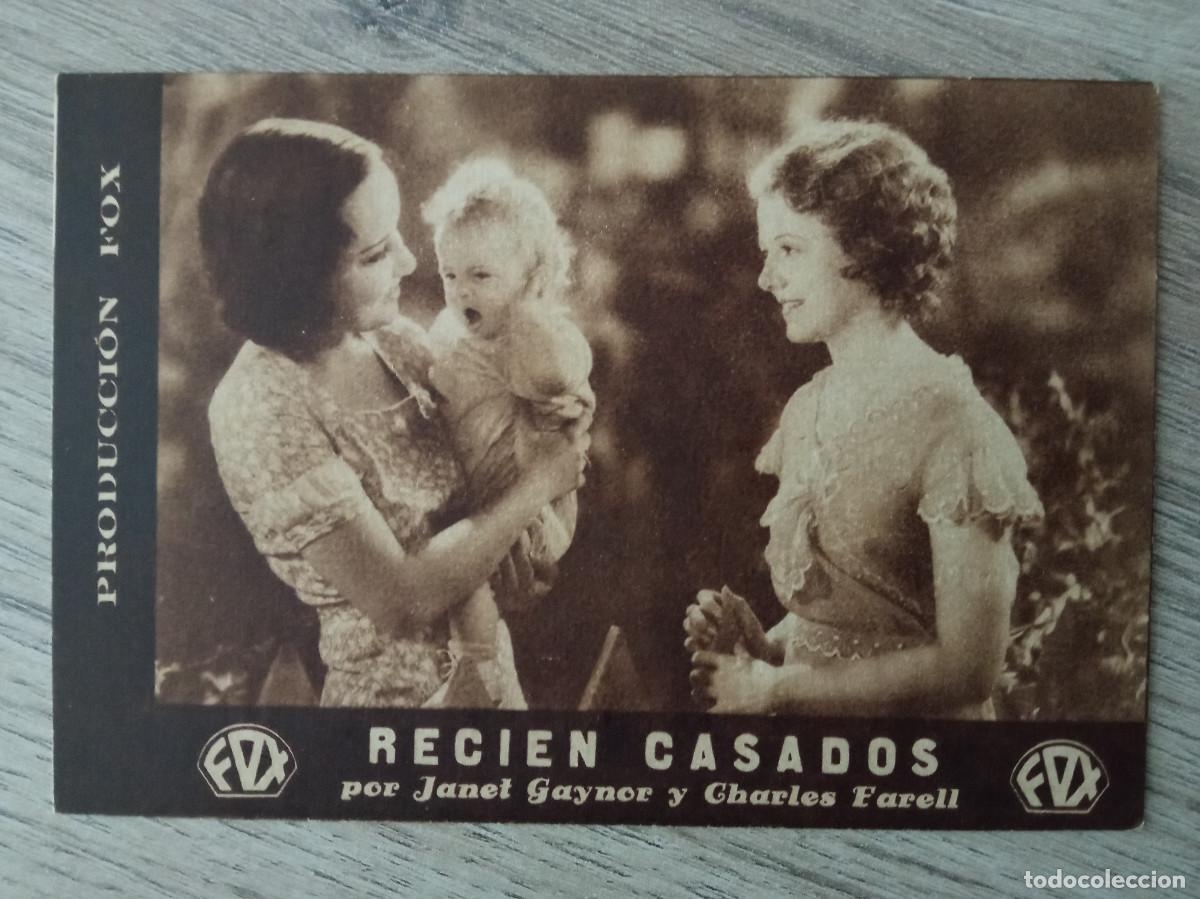 PRODUCCIÓN FOX
FOX
RECIEN CASADOS
por Janet Gaynor y Charles Farell
FOX
todocoleccion